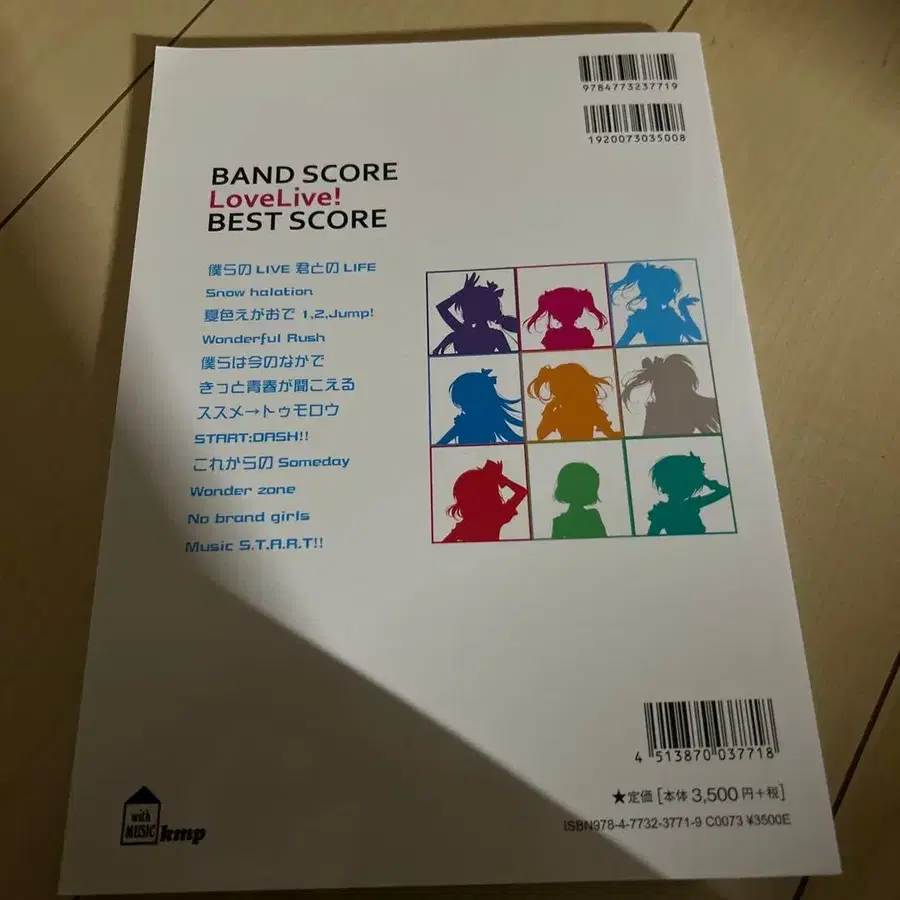 9784773237719
1920073035008
BAND SCORE
LoveLive!
BEST SCORE
僕らのLIVE 君とのLIFE
Snow halation
夏色えがおで 1,2,Jump!
Wonderful Rush
僕らは今のなかで
きっと青春が聞こえる
ススメ→トゥモロウ
START:DASH!!
これからのSomeday
Wonder zone
No brand girls
Music S.T.A.R.T!!
4 513870 037718
★定価 [本体 3,500円+税]
ISBN978-4-7732-3771-9 C0073 ¥3500E
with
MUSIC
kmp